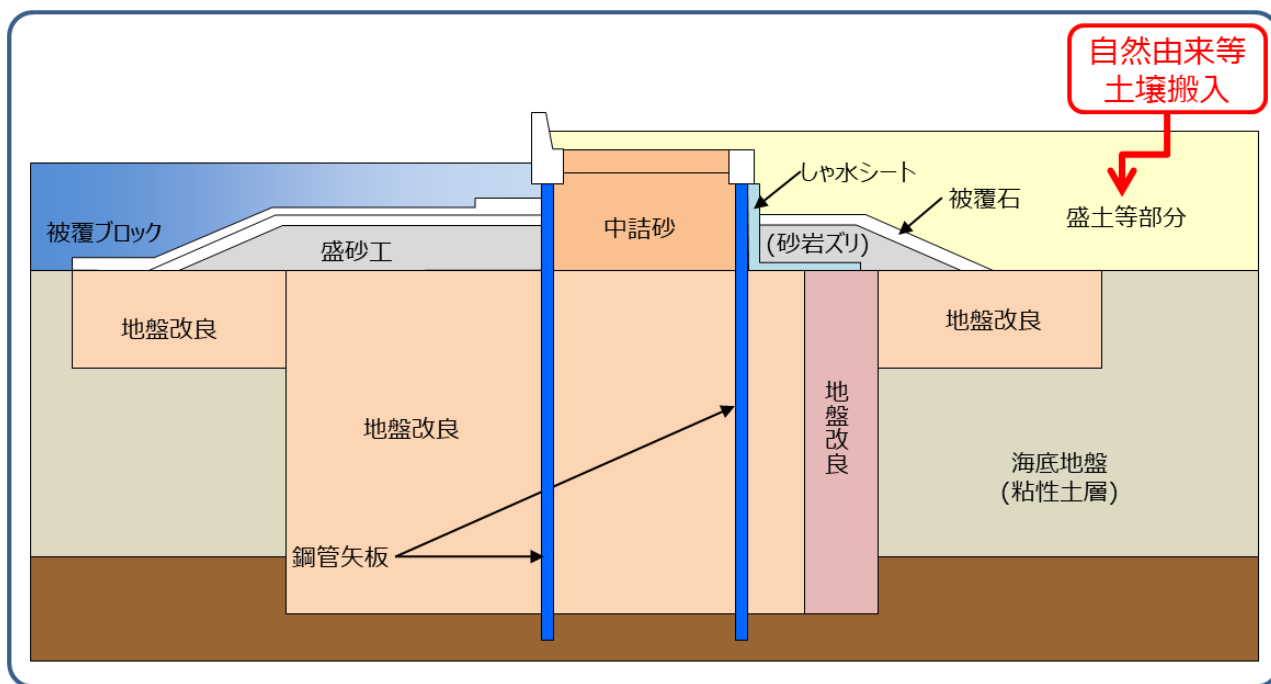 自然由来等
土壌搬入
しゃ水シート
被覆石
盛土等部分
被覆ブロック
中詰砂
盛砂工
(砂岩ズリ)
地盤改良
地盤改良
地盤改良
地盤改良
海底地盤
(粘性土層)
鋼管矢板